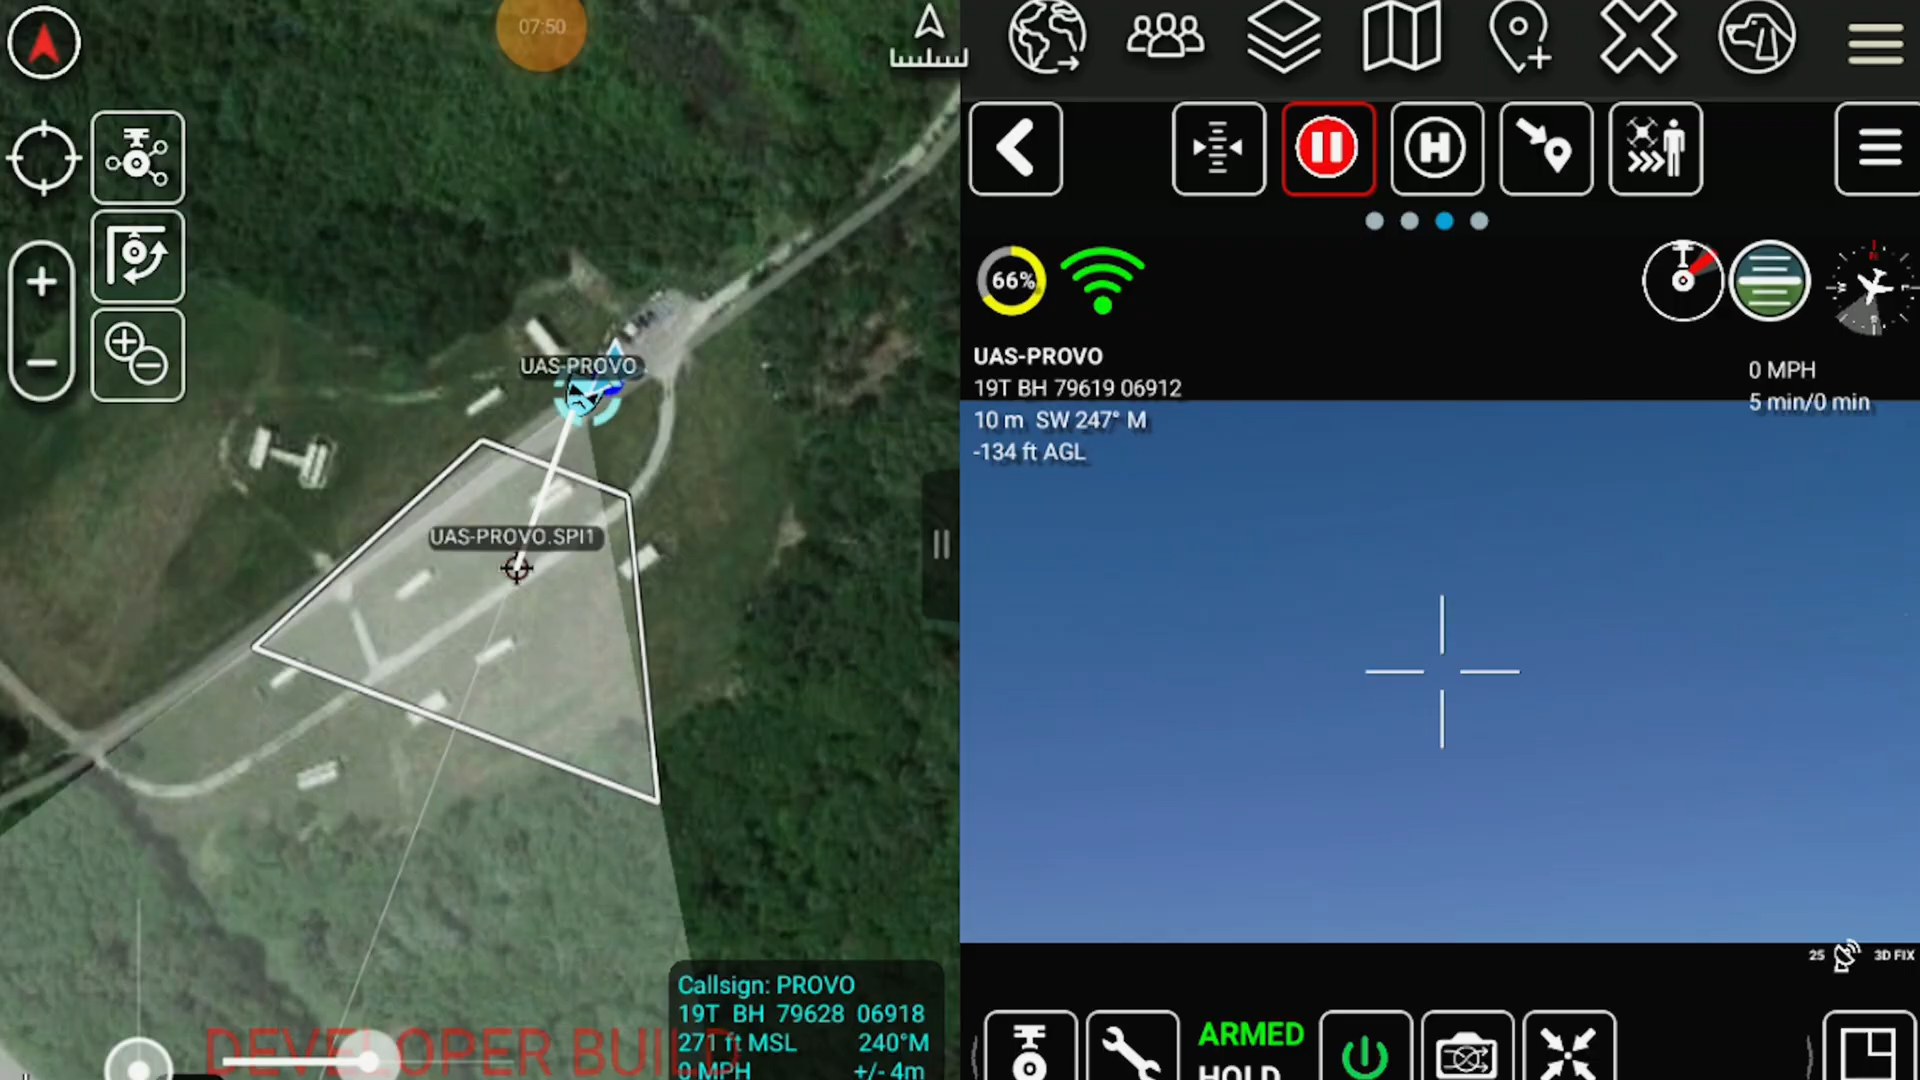 07:50
UAS-PROVO
UAS-PROVO.SPI1
Callsign: PROVO
19T BH 79628 06918
271 ft MSL 240°M
0 MPH +/- 4m
DEVELOPER BUILD
66%
UAS-PROVO
19T BH 79619 06912
10 m SW 247° M
-134 ft AGL
0 MPH
5 min/0 min
25 3D FIX
ARMED
HOLD